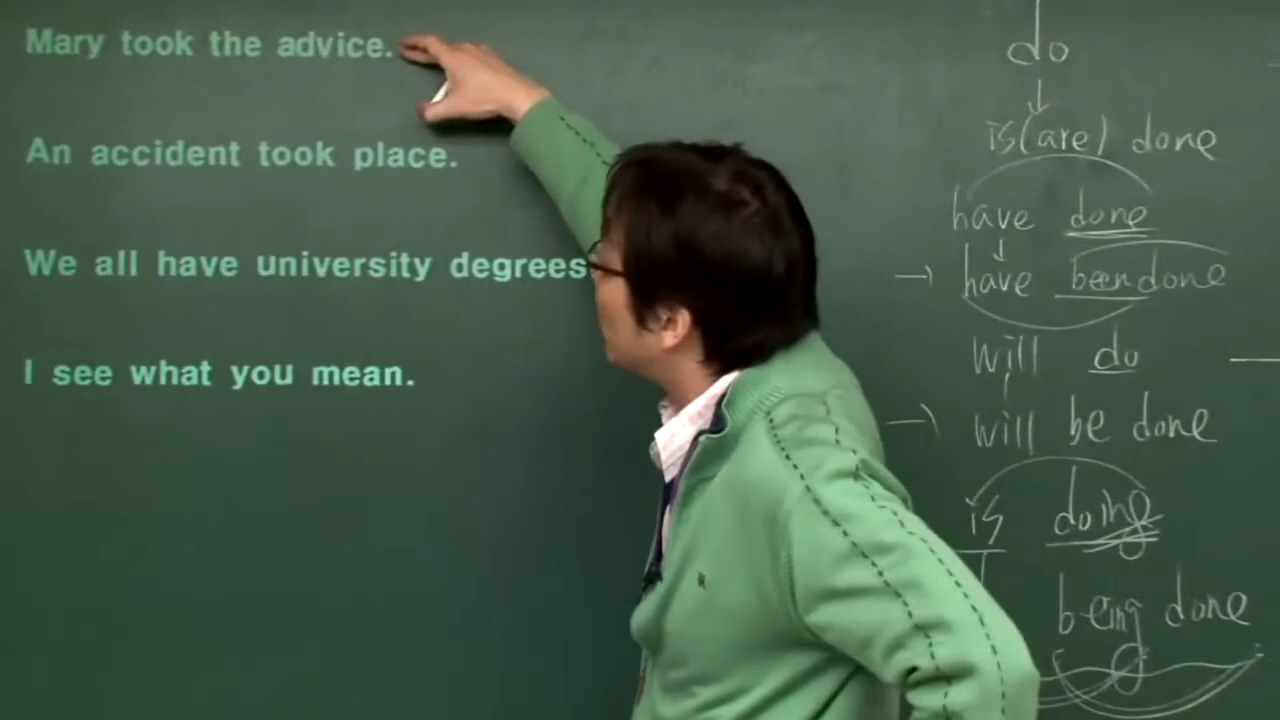 Mary took the advice.
An accident took place.
We all have university degrees
I see what you mean.
do
is(are) done
have done
have been done
will do
will be done
is doing
being done